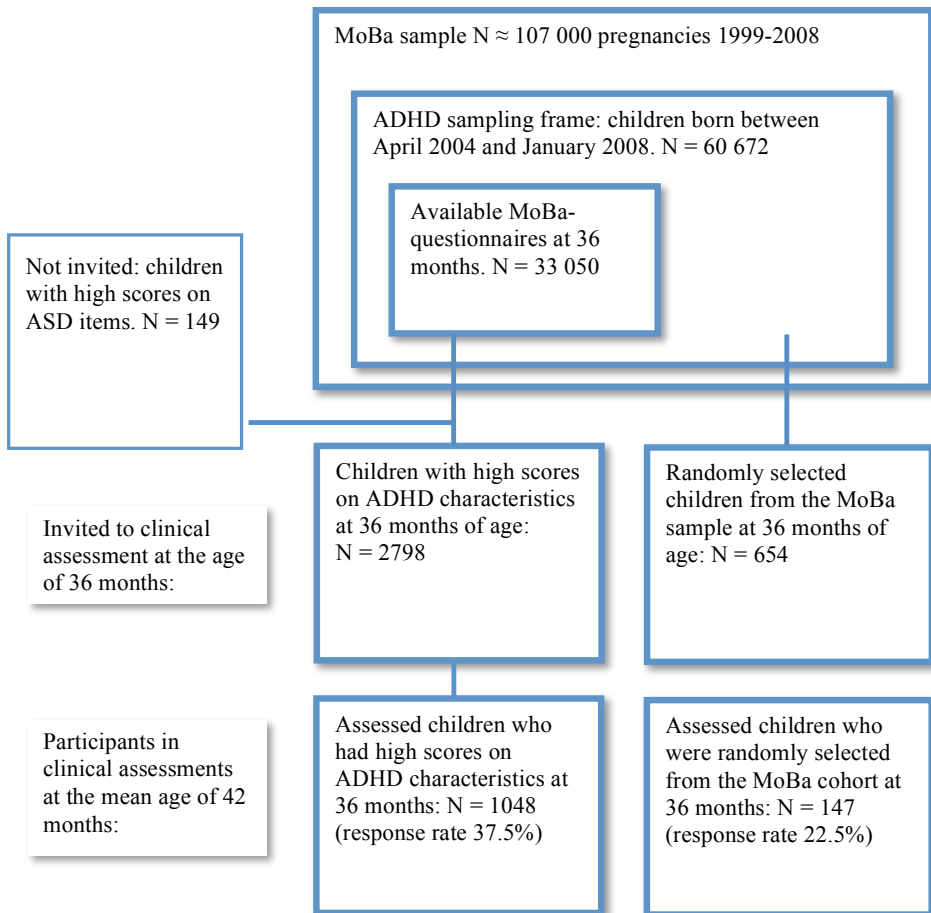 MoBa sample N ≈ 107 000 pregnancies 1999-2008
ADHD sampling frame: children born between
April 2004 and January 2008. N = 60 672
Available MoBa-
questionnaires at 36
months. N = 33 050
Not invited: children
with high scores on
ASD items. N = 149
Invited to clinical
assessment at the age
of 36 months:
Children with high scores
on ADHD characteristics
at 36 months of age:
N = 2798
Randomly selected
children from the MoBa
sample at 36 months of
age: N = 654
Participants in
clinical assessments
at the mean age of 42
months:
Assessed children who
had high scores on
ADHD characteristics at
36 months: N = 1048
(response rate 37.5%)
Assessed children who
were randomly selected
from the MoBa cohort at
36 months: N = 147
(response rate 22.5%)